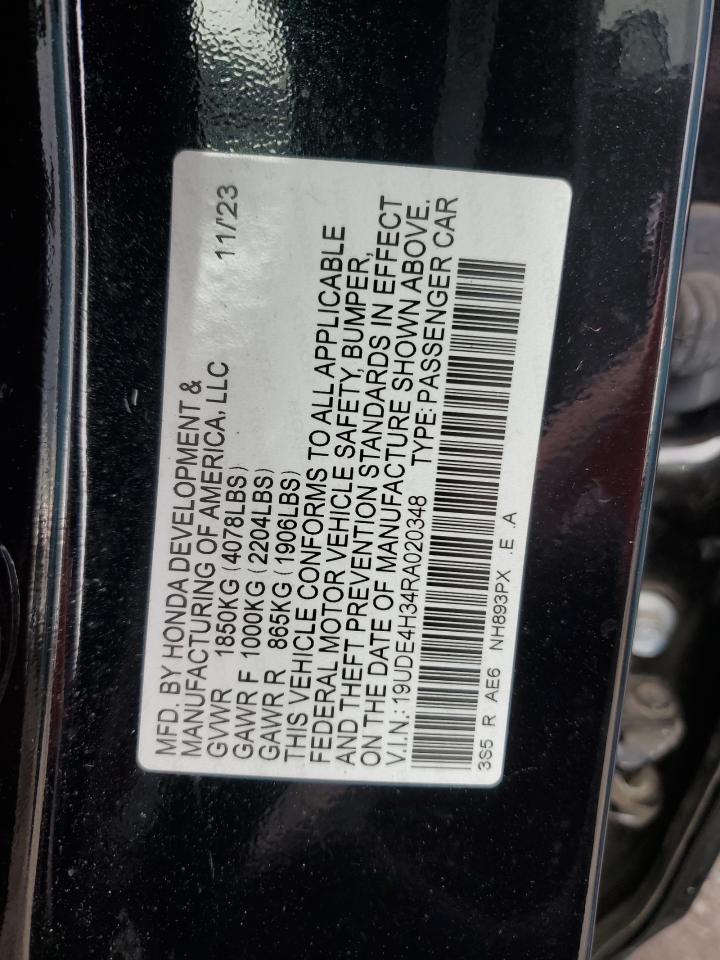 MFD. BY HONDA DEVELOPMENT &
MANUFACTURING OF AMERICA, LLC 11/'23
GVWR 1850KG (4078LBS)
GAWR F 1000KG (2204LBS)
GAWR R 865KG (1906LBS)
THIS VEHICLE CONFORMS TO ALL APPLICABLE
FEDERAL MOTOR VEHICLE SAFETY, BUMPER,
AND THEFT PREVENTION STANDARDS IN EFFECT
ON THE DATE OF MANUFACTURE SHOWN ABOVE.
V.I.N.: 19UDE4H34RA020348 TYPE: PASSENGER CAR
3S5 R AE6 NH893PX .E .A